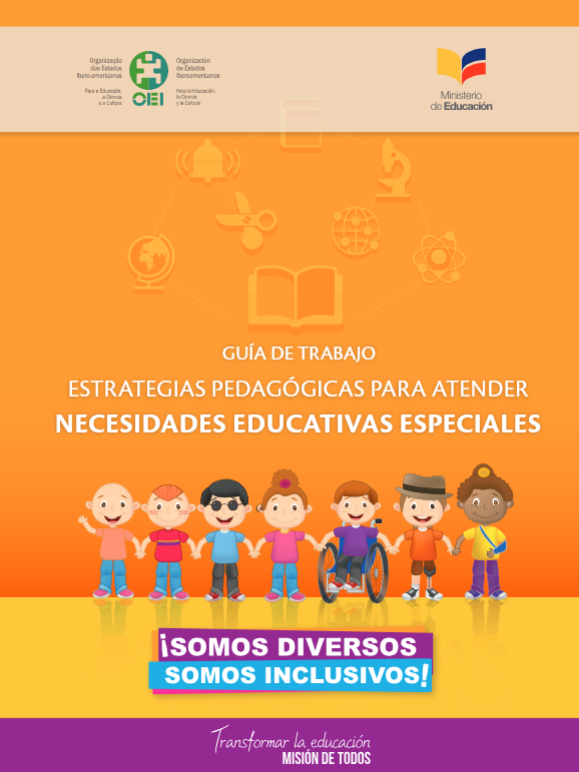 Organização
dos Estados
Ibero-americanos
Para a Educação,
a Ciência
e a Cultura
OEI
Organización
de Estados
Iberoamericanos
Para la Educación,
la Ciencia
y la Cultura
Ministerio
de Educación
GUÍA DE TRABAJO
ESTRATEGIAS PEDAGÓGICAS PARA ATENDER
NECESIDADES EDUCATIVAS ESPECIALES
¡SOMOS DIVERSOS
SOMOS INCLUSIVOS!
Transformar la educación
MISIÓN DE TODOS